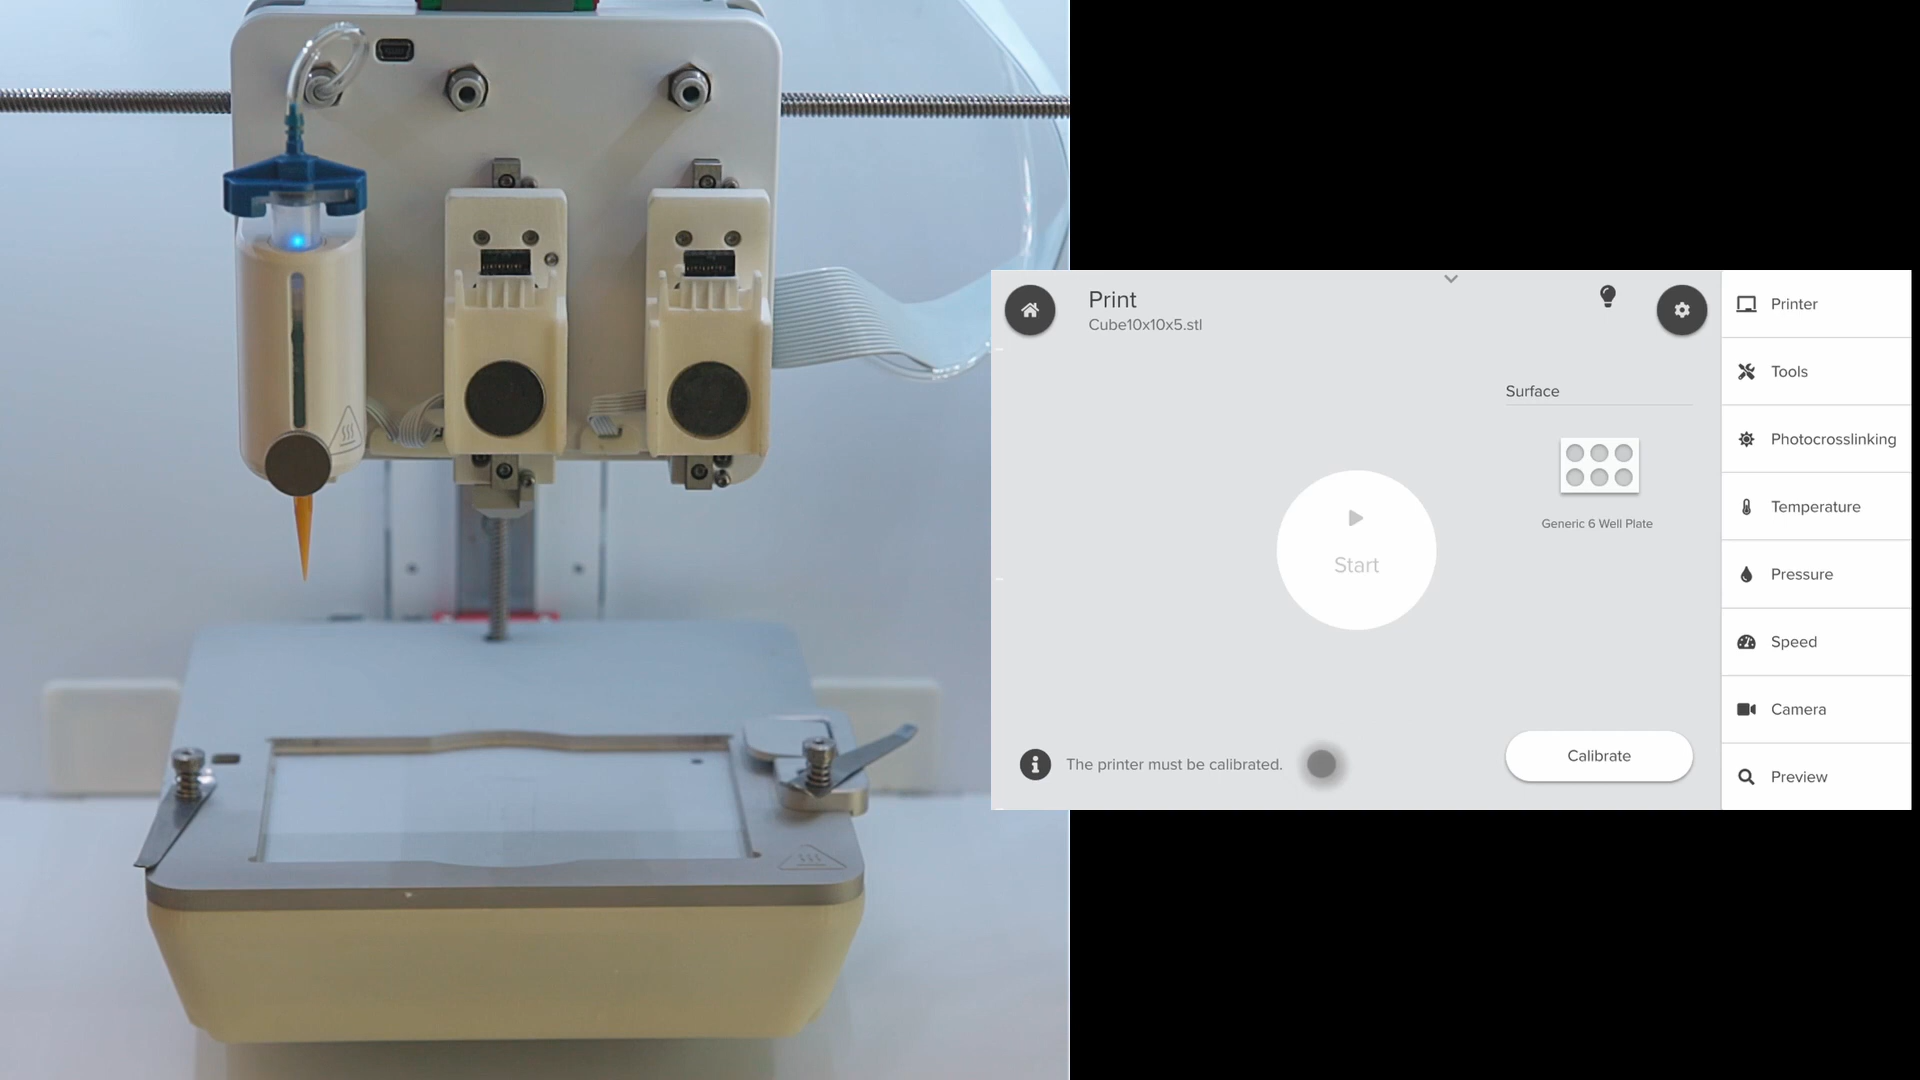 Print
Cube10x10x5.stl
Surface
Generic 6 Well Plate
Start
The printer must be calibrated.
Calibrate
Printer
Tools
Photocrosslinking
Temperature
Pressure
Speed
Camera
Preview